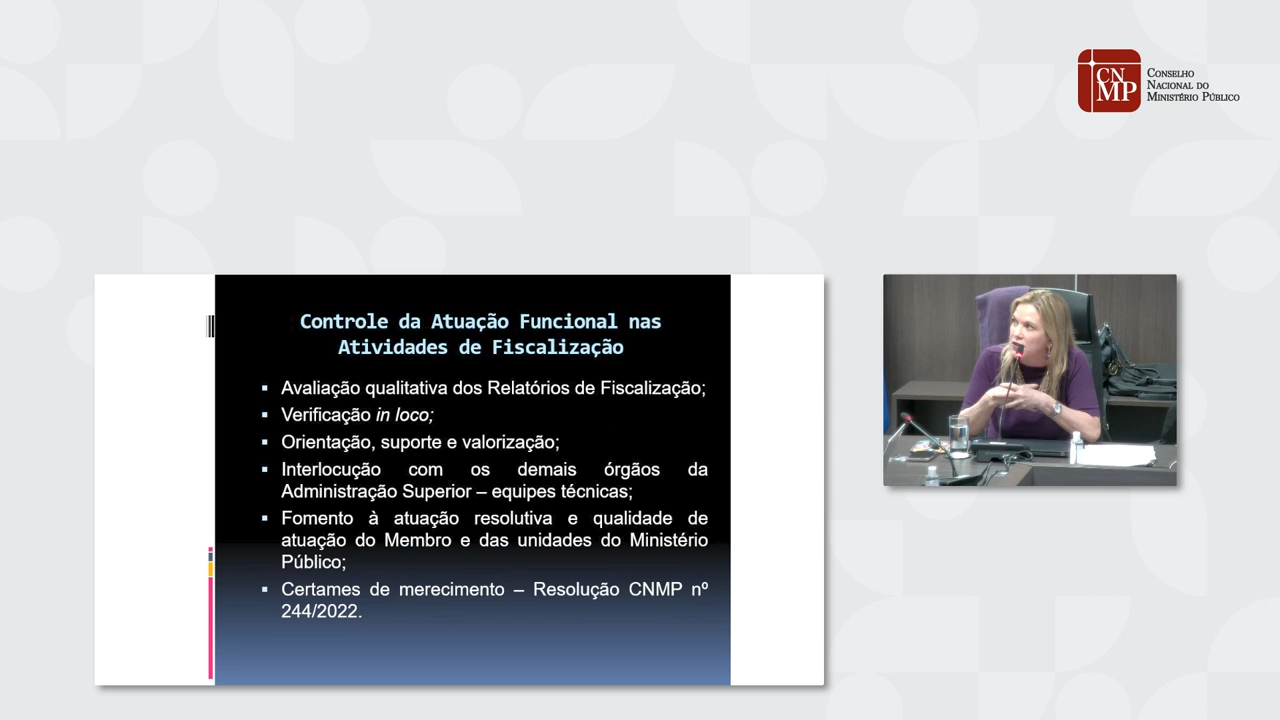 CN
MP
Conselho
Nacional do
Ministério Público
Controle da Atuação Funcional nas
Atividades de Fiscalização
▪ Avaliação qualitativa dos Relatórios de Fiscalização;
▪ Verificação in loco;
▪ Orientação, suporte e valorização;
▪ Interlocução com os demais órgãos da
Administração Superior – equipes técnicas;
▪ Fomento à atuação resolutiva e qualidade de
atuação do Membro e das unidades do Ministério
Público;
▪ Certames de merecimento – Resolução CNMP nº
244/2022.